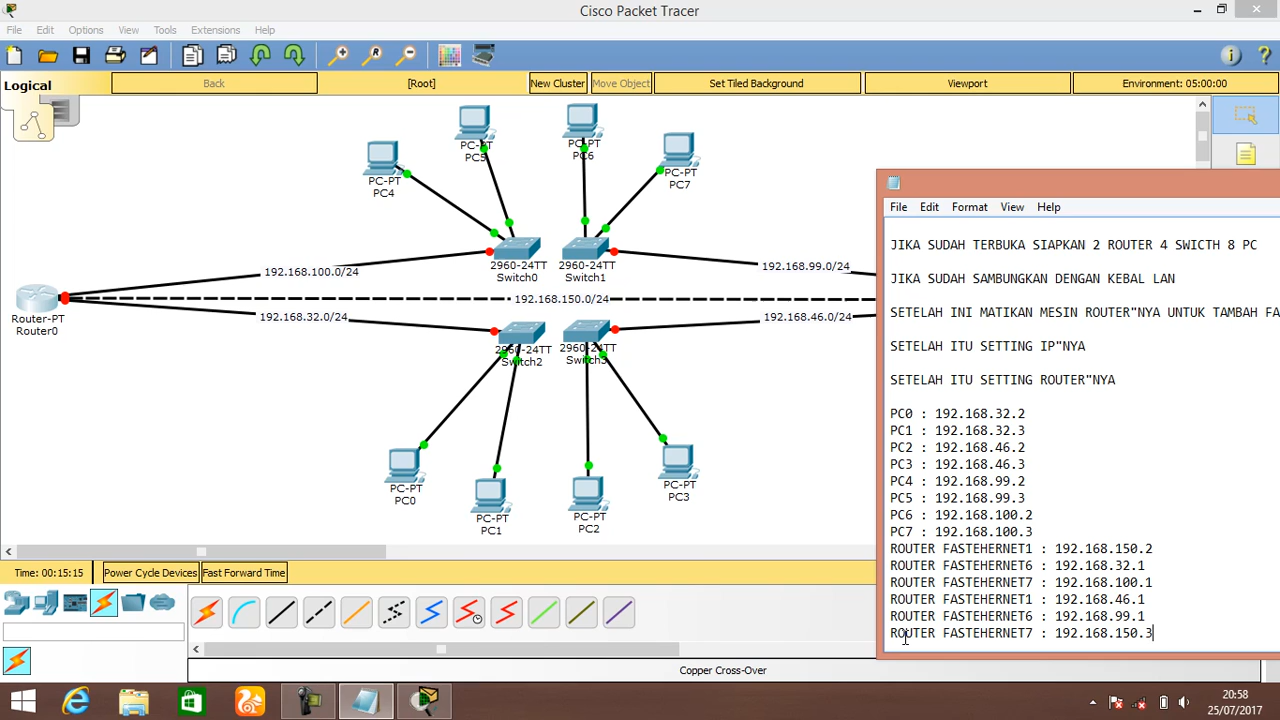 Cisco Packet Tracer
File Edit Options View Tools Extensions Help
Logical
Back
[Root]
New Cluster
Move Object
Set Tiled Background
Viewport
Environment: 05:00:00
PC-PT
PC4
PC-PT
PC5
PC-PT
PC6
PC-PT
PC7
192.168.100.0/24
2960-24TT
Switch0
2960-24TT
Switch1
192.168.99.0/24
Router-PT
Router0
192.168.150.0/24
192.168.32.0/24
2960-24TT
Switch2
2960-24TT
Switch3
192.168.46.0/24
PC-PT
PC0
PC-PT
PC1
PC-PT
PC2
PC-PT
PC3
File Edit Format View Help
JIKA SUDAH TERBUKA SIAPKAN 2 ROUTER 4 SWICTH 8 PC
JIKA SUDAH SAMBUNGKAN DENGAN KEBAL LAN
SETELAH INI MATIKAN MESIN ROUTER"NYA UNTUK TAMBAH FA
SETELAH ITU SETTING IP"NYA
SETELAH ITU SETTING ROUTER"NYA
PC0 : 192.168.32.2
PC1 : 192.168.32.3
PC2 : 192.168.46.2
PC3 : 192.168.46.3
PC4 : 192.168.99.2
PC5 : 192.168.99.3
PC6 : 192.168.100.2
PC7 : 192.168.100.3
ROUTER FASTEHERNET1 : 192.168.150.2
ROUTER FASTEHERNET6 : 192.168.32.1
ROUTER FASTEHERNET7 : 192.168.100.1
ROUTER FASTEHERNET1 : 192.168.46.1
ROUTER FASTEHERNET6 : 192.168.99.1
ROUTER FASTEHERNET7 : 192.168.150.3
Time: 00:15:15
Power Cycle Devices
Fast Forward Time
Copper Cross-Over
20:58
25/07/2017